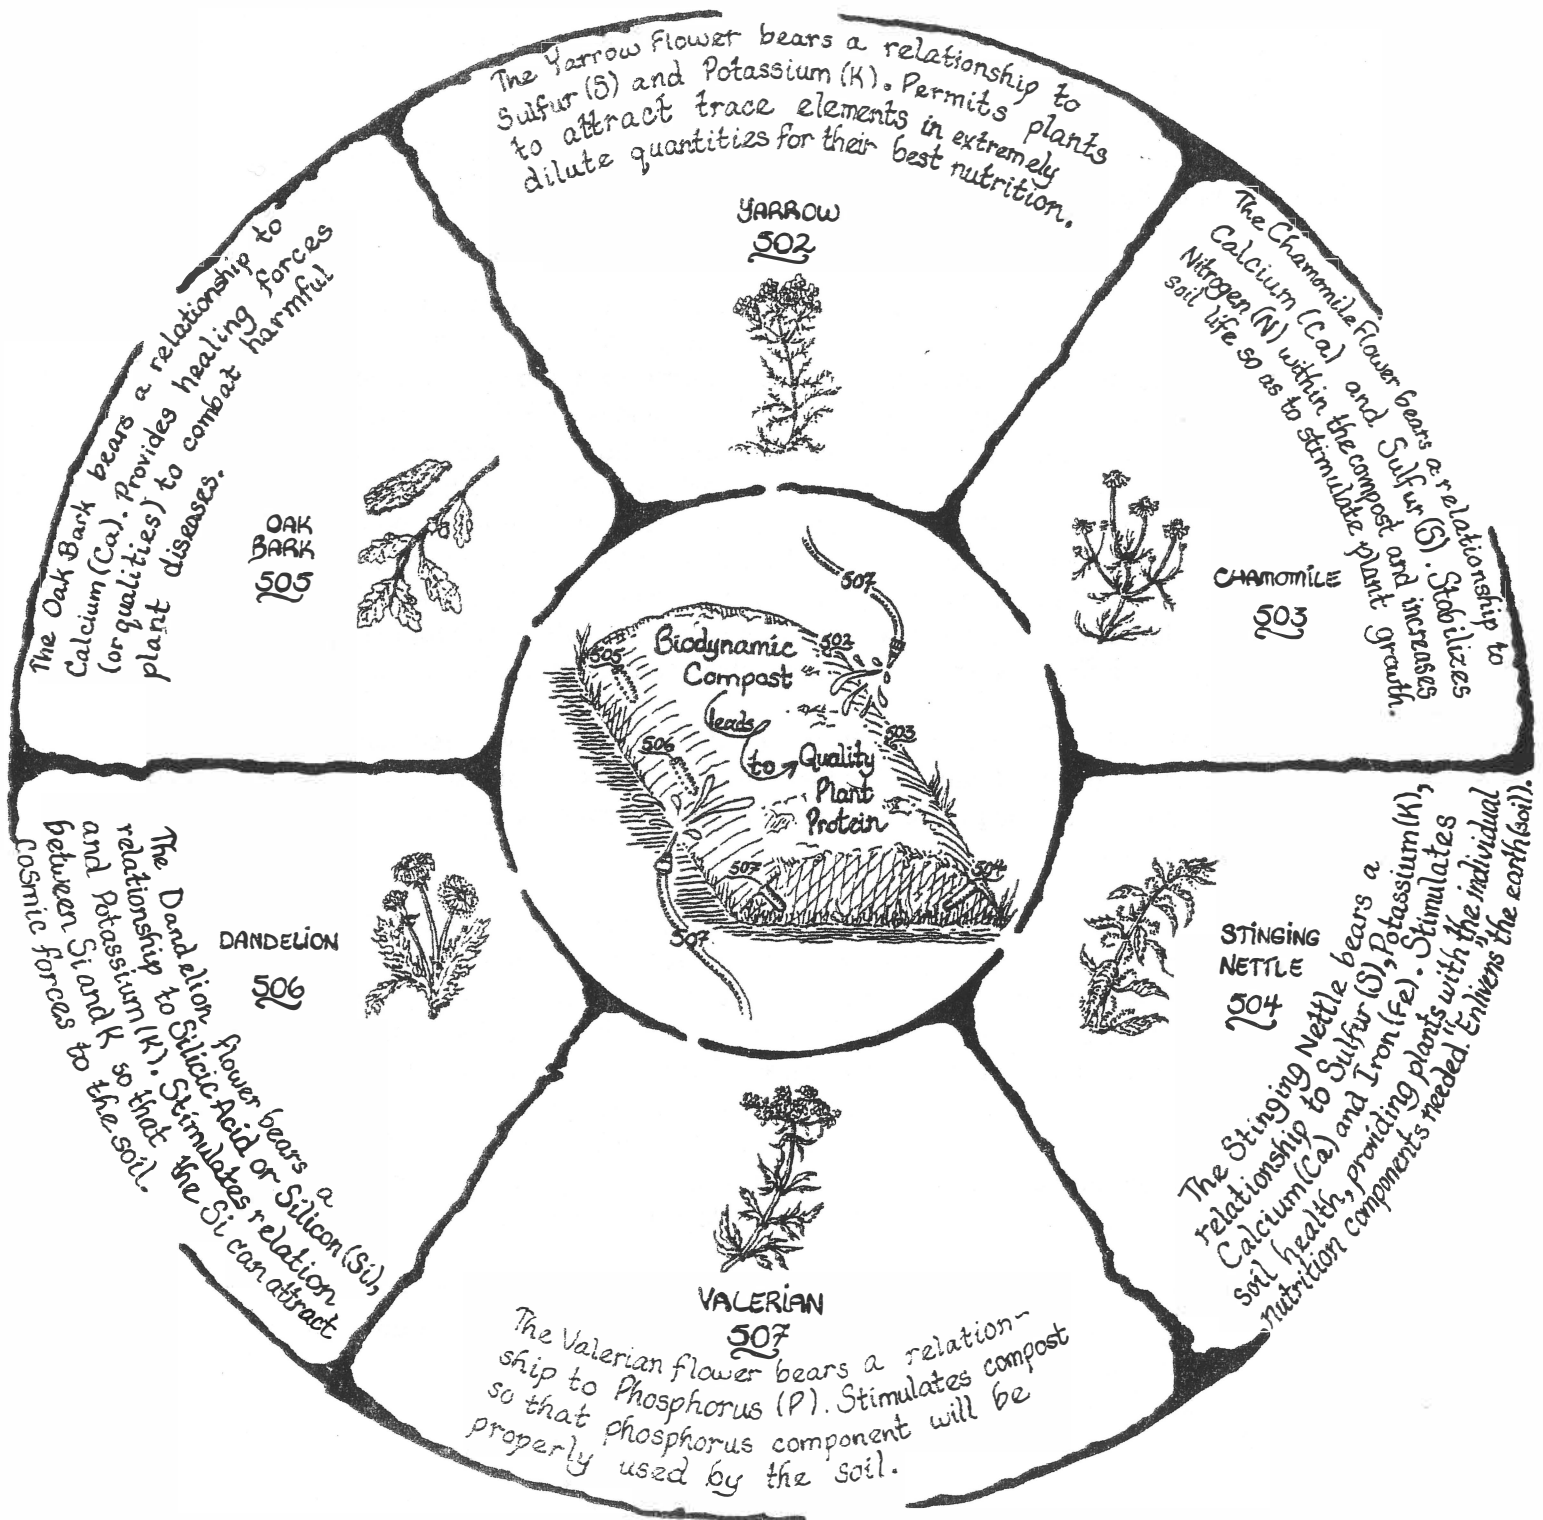 The Yarrow Flower bears a relationship to
Sulfur (S) and Potassium (K). Permits plants
to attract trace elements in extremely
dilute quantities for their best nutrition.
YARROW
502
The Chamomile Flower bears a relationship to
Calcium (Ca) and Sulfur (S). Stabilizes
Nitrogen (N) within the compost and increases
soil life so as to stimulate plant growth.
CHAMOMILE
503
The Stinging Nettle bears a
relationship to Sulfur (S), Potassium (K),
Calcium (Ca) and Iron (Fe). Stimulates
soil health, providing plants with the individual
nutrition components needed. "Enlivens" the earth (soil).
STINGING
NETTLE
504
VALERIAN
507
The Valerian flower bears a relation-
ship to Phosphorus (P). Stimulates compost
so that phosphorus component will be
properly used by the soil.
The Dandelion flower bears a
relationship to Silicic Acid or Silicon (Si),
and Potassium (K). Stimulates relation
between Si and K so that the Si can attract
cosmic forces to the soil.
DANDELION
506
The Oak Bark bears a relationship to
Calcium (Ca). Provides healing forces
(or qualities) to combat harmful
plant diseases.
OAK
BARK
505
507
502
505
Biodynamic
Compost
leads
to
Quality
Plant
Protein
503
506
507
504
507